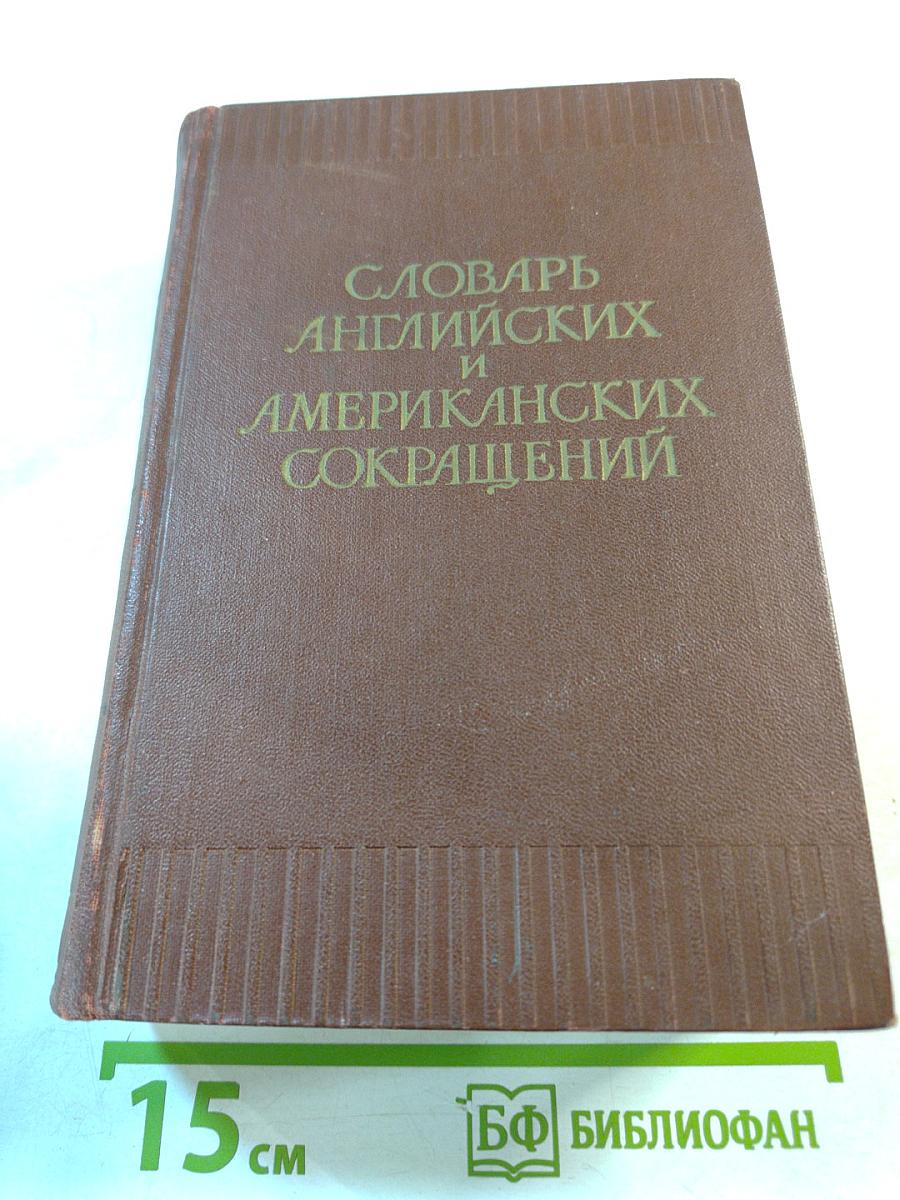 СЛОВАРЬ
АНГЛИЙСКИХ
И
АМЕРИКАНСКИХ
СОКРАЩЕНИЙ
15 см
БФ БИБЛИОФАН